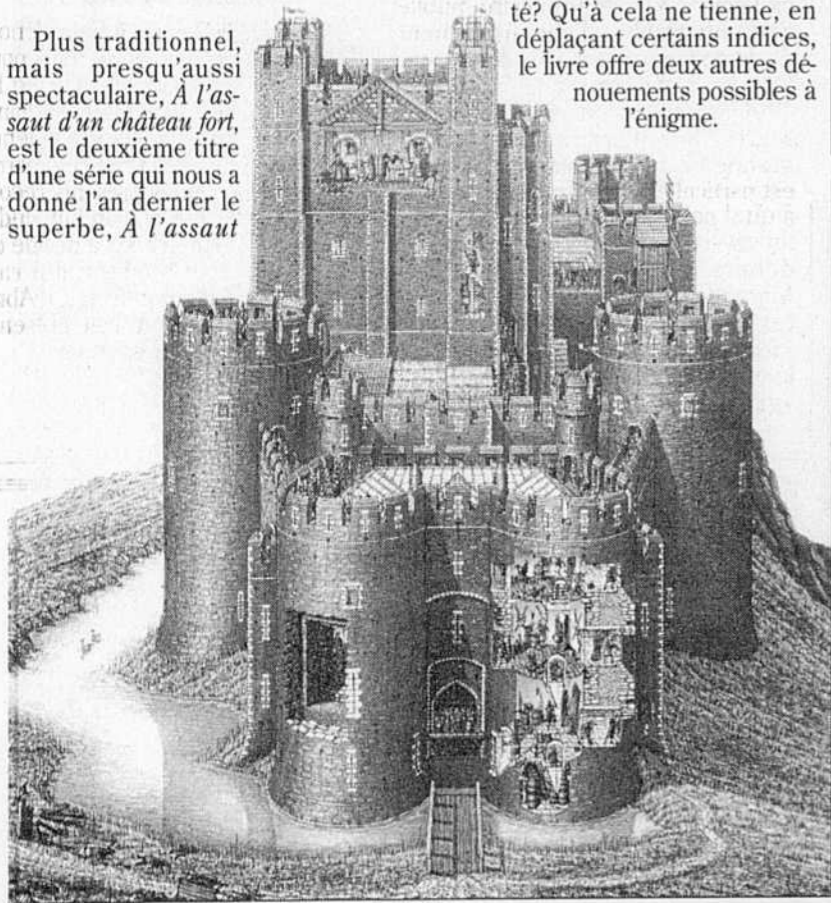 Plus traditionnel,
mais presqu'aussi
spectaculaire, À l'as-
saut d'un château fort,
est le deuxième titre
d'une série qui nous a
donné l'an dernier le
superbe, À l'assaut
té? Qu'à cela ne tienne, en
déplaçant certains indices,
le livre offre deux autres dé-
nouements possibles à
l'énigme.